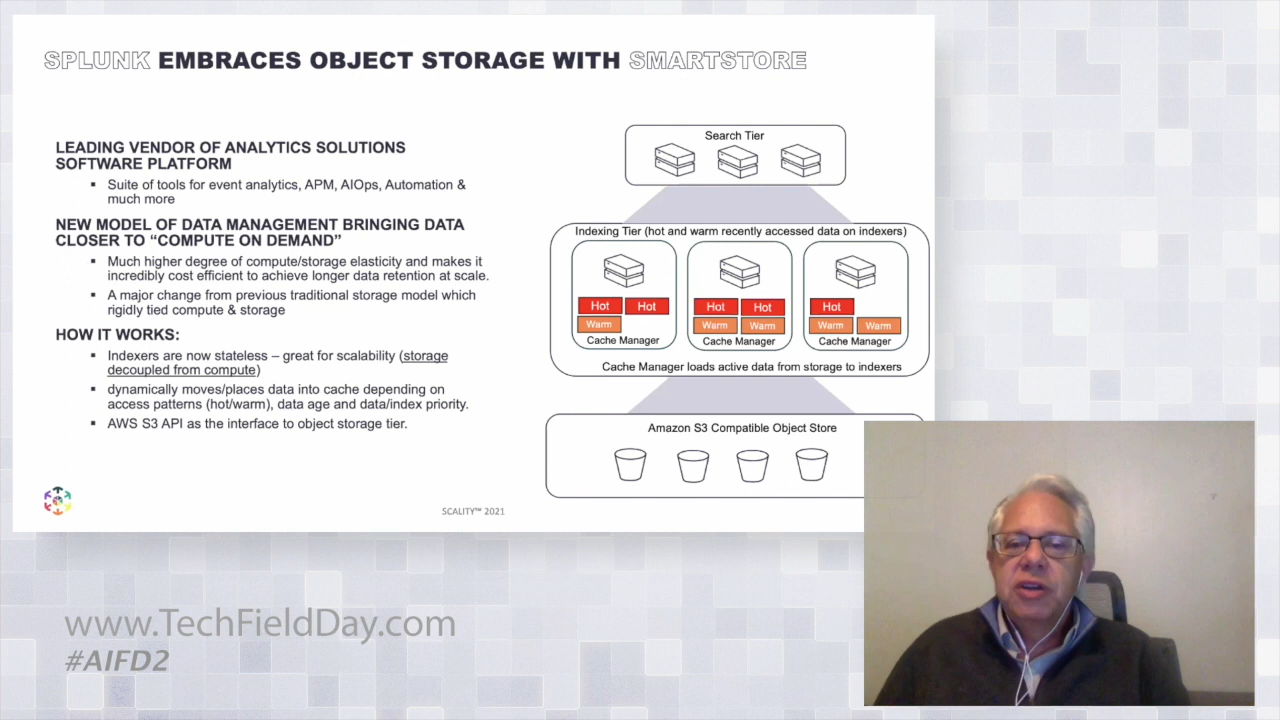 SPLUNK EMBRACES OBJECT STORAGE WITH SMARTSTORE
LEADING VENDOR OF ANALYTICS SOLUTIONS
SOFTWARE PLATFORM
▪ Suite of tools for event analytics, APM, AIOps, Automation &
much more
NEW MODEL OF DATA MANAGEMENT BRINGING DATA
CLOSER TO “COMPUTE ON DEMAND”
▪ Much higher degree of compute/storage elasticity and makes it
incredibly cost efficient to achieve longer data retention at scale.
▪ A major change from previous traditional storage model which
rigidly tied compute & storage
HOW IT WORKS:
▪ Indexers are now stateless – great for scalability (storage
decoupled from compute)
▪ dynamically moves/places data into cache depending on
access patterns (hot/warm), data age and data/index priority.
▪ AWS S3 API as the interface to object storage tier.
SCALITY™ 2021
Search Tier
Indexing Tier (hot and warm recently accessed data on indexers)
Hot Hot
Warm
Cache Manager
Hot Hot
Warm Warm
Cache Manager
Hot
Warm Warm
Cache Manager
Cache Manager loads active data from storage to indexers
Amazon S3 Compatible Object Store
www.TechFieldDay.com
#AIFD2